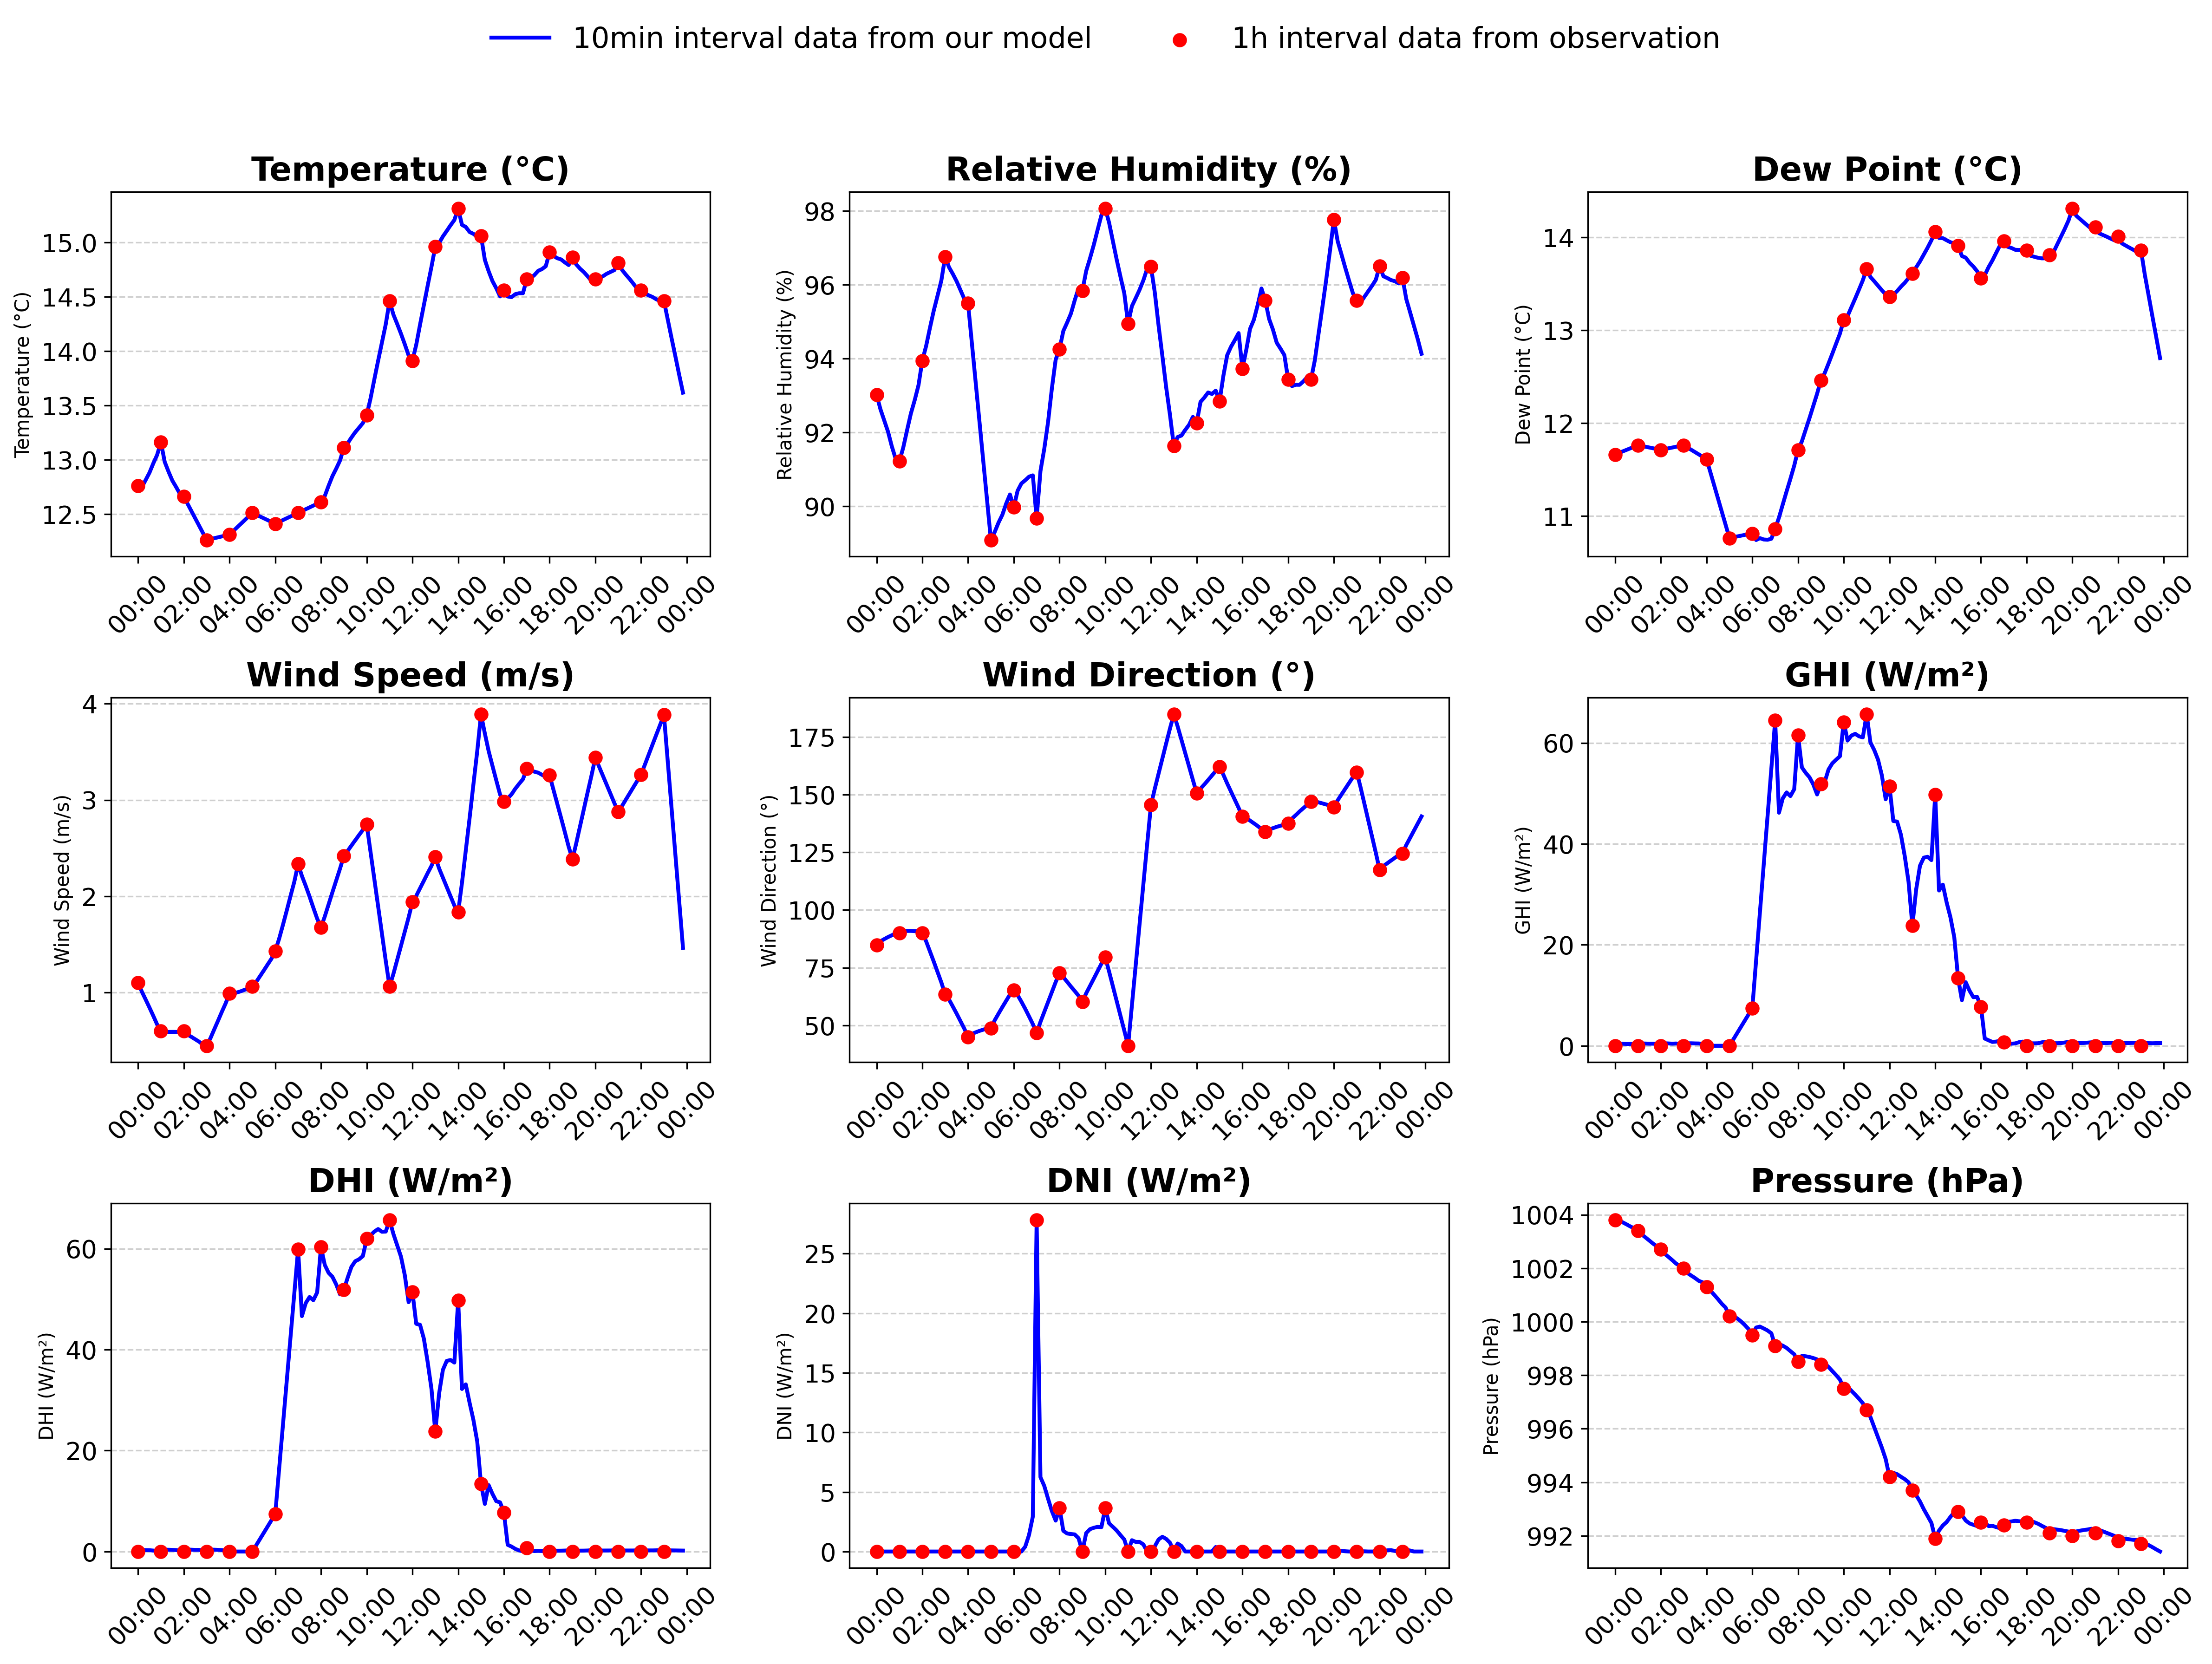 10min interval data from our model 1h interval data from observation
Temperature (°C) Relative Humidity (%) Dew Point (°C)
Temperature (°C)
15.0
14.5
14.0
13.5
13.0
12.5
00:00 02:00 04:00 06:00 08:00 10:00 12:00 14:00 16:00 18:00 20:00 22:00 00:00
Relative Humidity (%)
98
96
94
92
90
00:00 02:00 04:00 06:00 08:00 10:00 12:00 14:00 16:00 18:00 20:00 22:00 00:00
Dew Point (°C)
14
13
12
11
00:00 02:00 04:00 06:00 08:00 10:00 12:00 14:00 16:00 18:00 20:00 22:00 00:00
Wind Speed (m/s) Wind Direction (°) GHI (W/m²)
Wind Speed (m/s)
4
3
2
1
00:00 02:00 04:00 06:00 08:00 10:00 12:00 14:00 16:00 18:00 20:00 22:00 00:00
Wind Direction (°)
175
150
125
100
75
50
00:00 02:00 04:00 06:00 08:00 10:00 12:00 14:00 16:00 18:00 20:00 22:00 00:00
GHI (W/m²)
60
40
20
0
00:00 02:00 04:00 06:00 08:00 10:00 12:00 14:00 16:00 18:00 20:00 22:00 00:00
DHI (W/m²) DNI (W/m²) Pressure (hPa)
DHI (W/m²)
60
40
20
0
00:00 02:00 04:00 06:00 08:00 10:00 12:00 14:00 16:00 18:00 20:00 22:00 00:00
DNI (W/m²)
25
20
15
10
5
0
00:00 02:00 04:00 06:00 08:00 10:00 12:00 14:00 16:00 18:00 20:00 22:00 00:00
Pressure (hPa)
1004
1002
1000
998
996
994
992
00:00 02:00 04:00 06:00 08:00 10:00 12:00 14:00 16:00 18:00 20:00 22:00 00:00